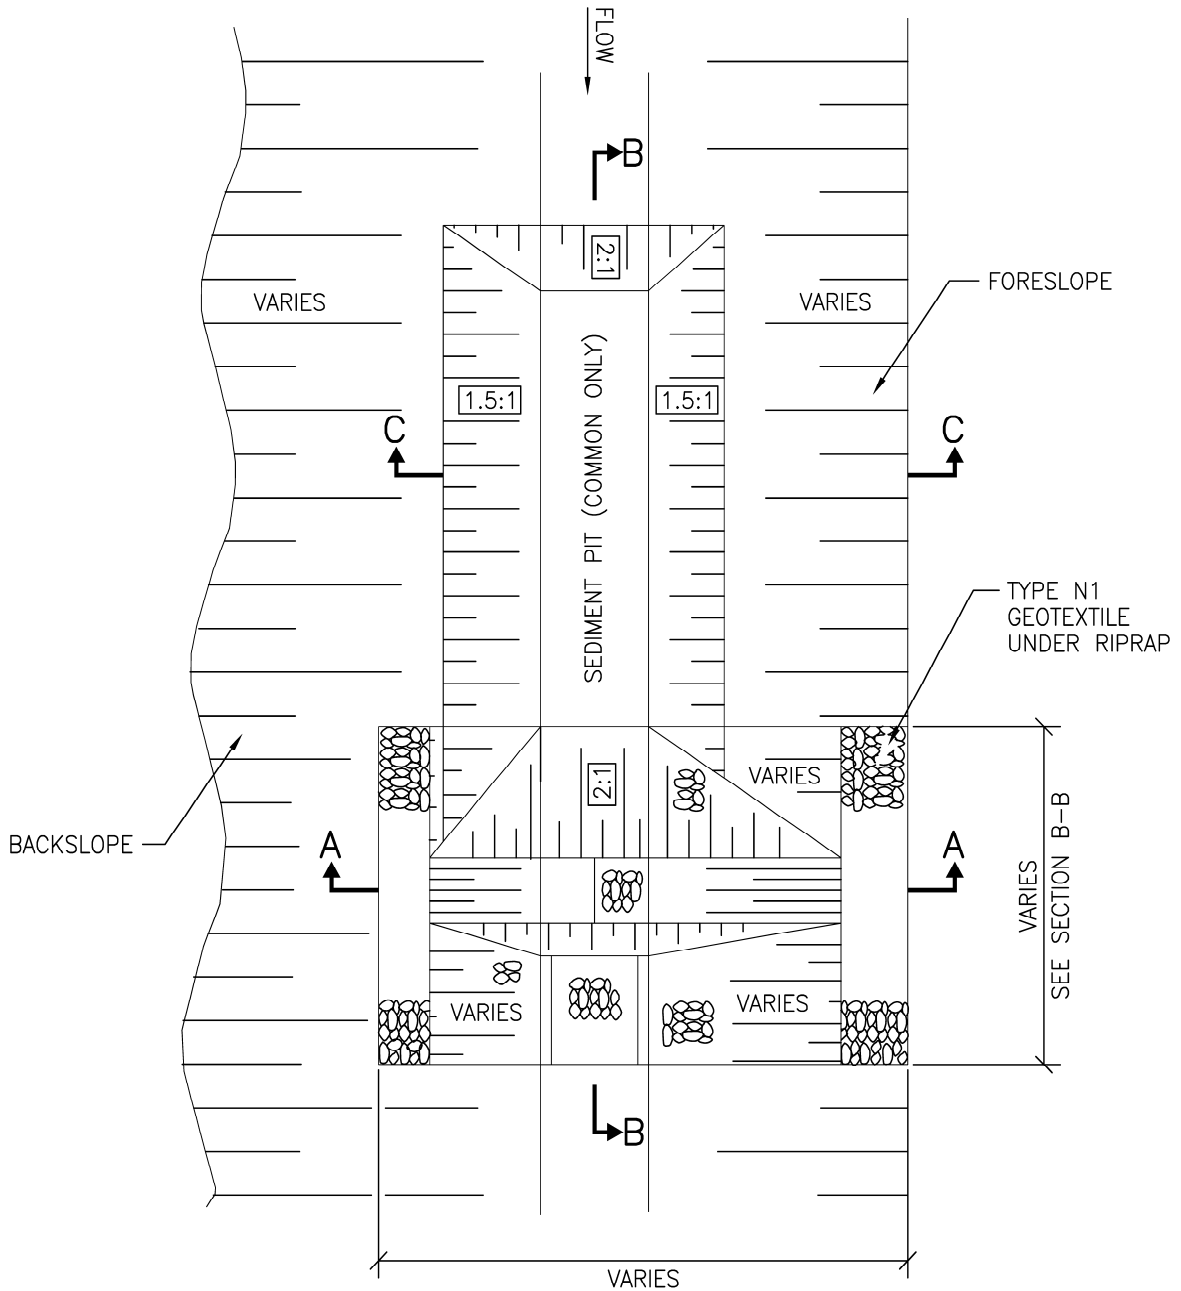 FLOW
B
2:1
VARIES
VARIES
FORESLOPE
1.5:1
1.5:1
SEDIMENT PIT (COMMON ONLY)
C
C
TYPE N1
GEOTEXTILE
UNDER RIPRAP
2:1
VARIES
BACKSLOPE
A
A
VARIES
SEE SECTION B-B
VARIES
VARIES
B
VARIES